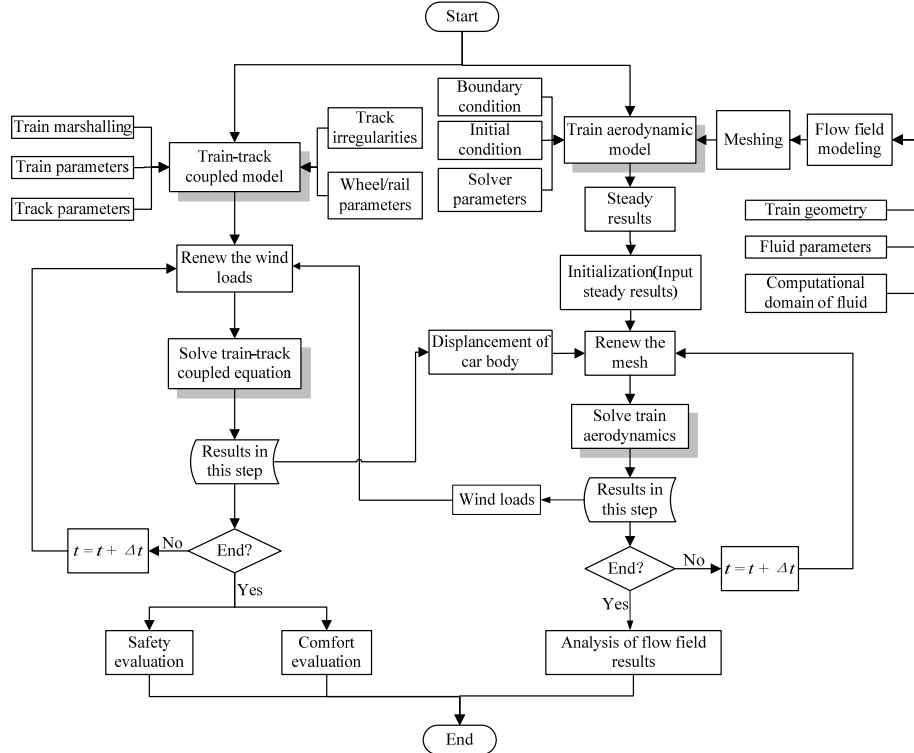 Start
Train marshalling
Train parameters
Track parameters
Train-track
coupled model
Track
irregularities
Wheel/rail
parameters
Boundary
condition
Initial
condition
Solver
parameters
Train aerodynamic
model
Meshing
Flow field
modeling
Train geometry
Fluid parameters
Computational
domain of fluid
Steady
results
Initialization(Input
steady results)
Renew the wind
loads
Solve train-track
coupled equation
Displancement of
car body
Renew the
mesh
Solve train
aerodynamics
Results in
this step
Wind loads
Results in
this step
End?
No
t = t + Δt
Yes
End?
No
t = t + Δt
Yes
Safety
evaluation
Comfort
evaluation
Analysis of flow field
results
End